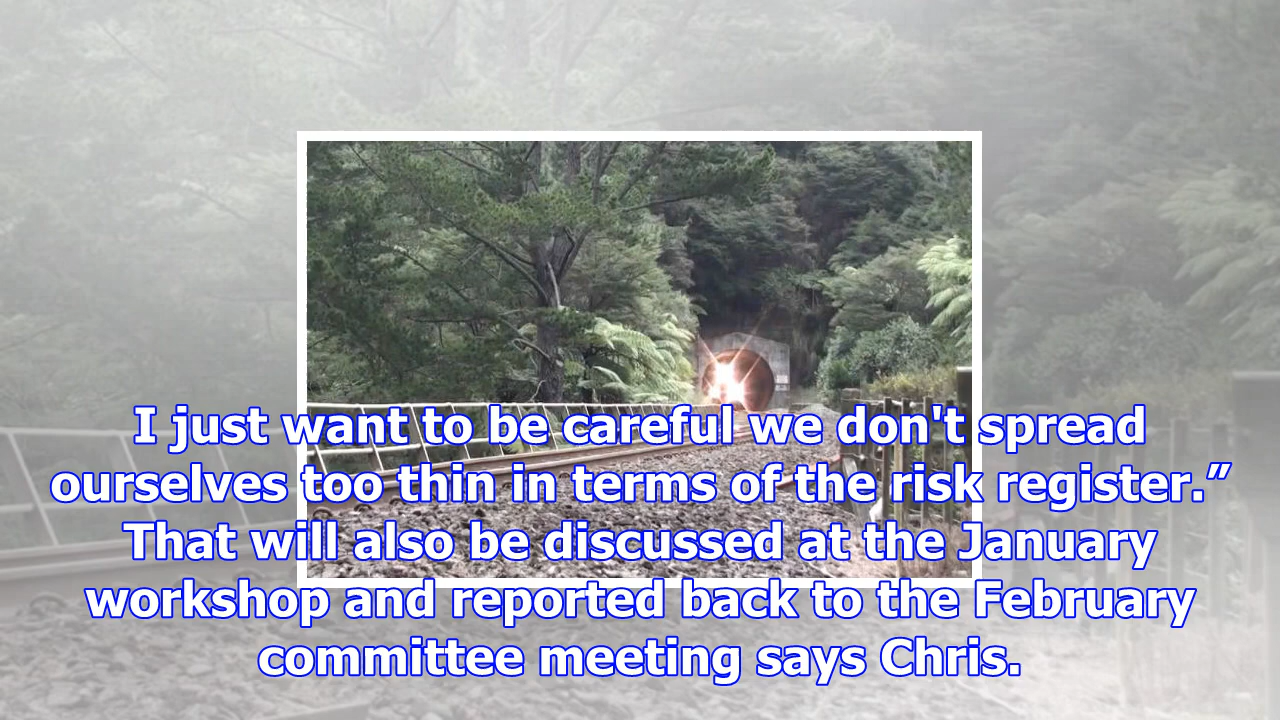 I just want to be careful we don't spread
ourselves too thin in terms of the risk register.”
That will also be discussed at the January
workshop and reported back to the February
committee meeting says Chris.